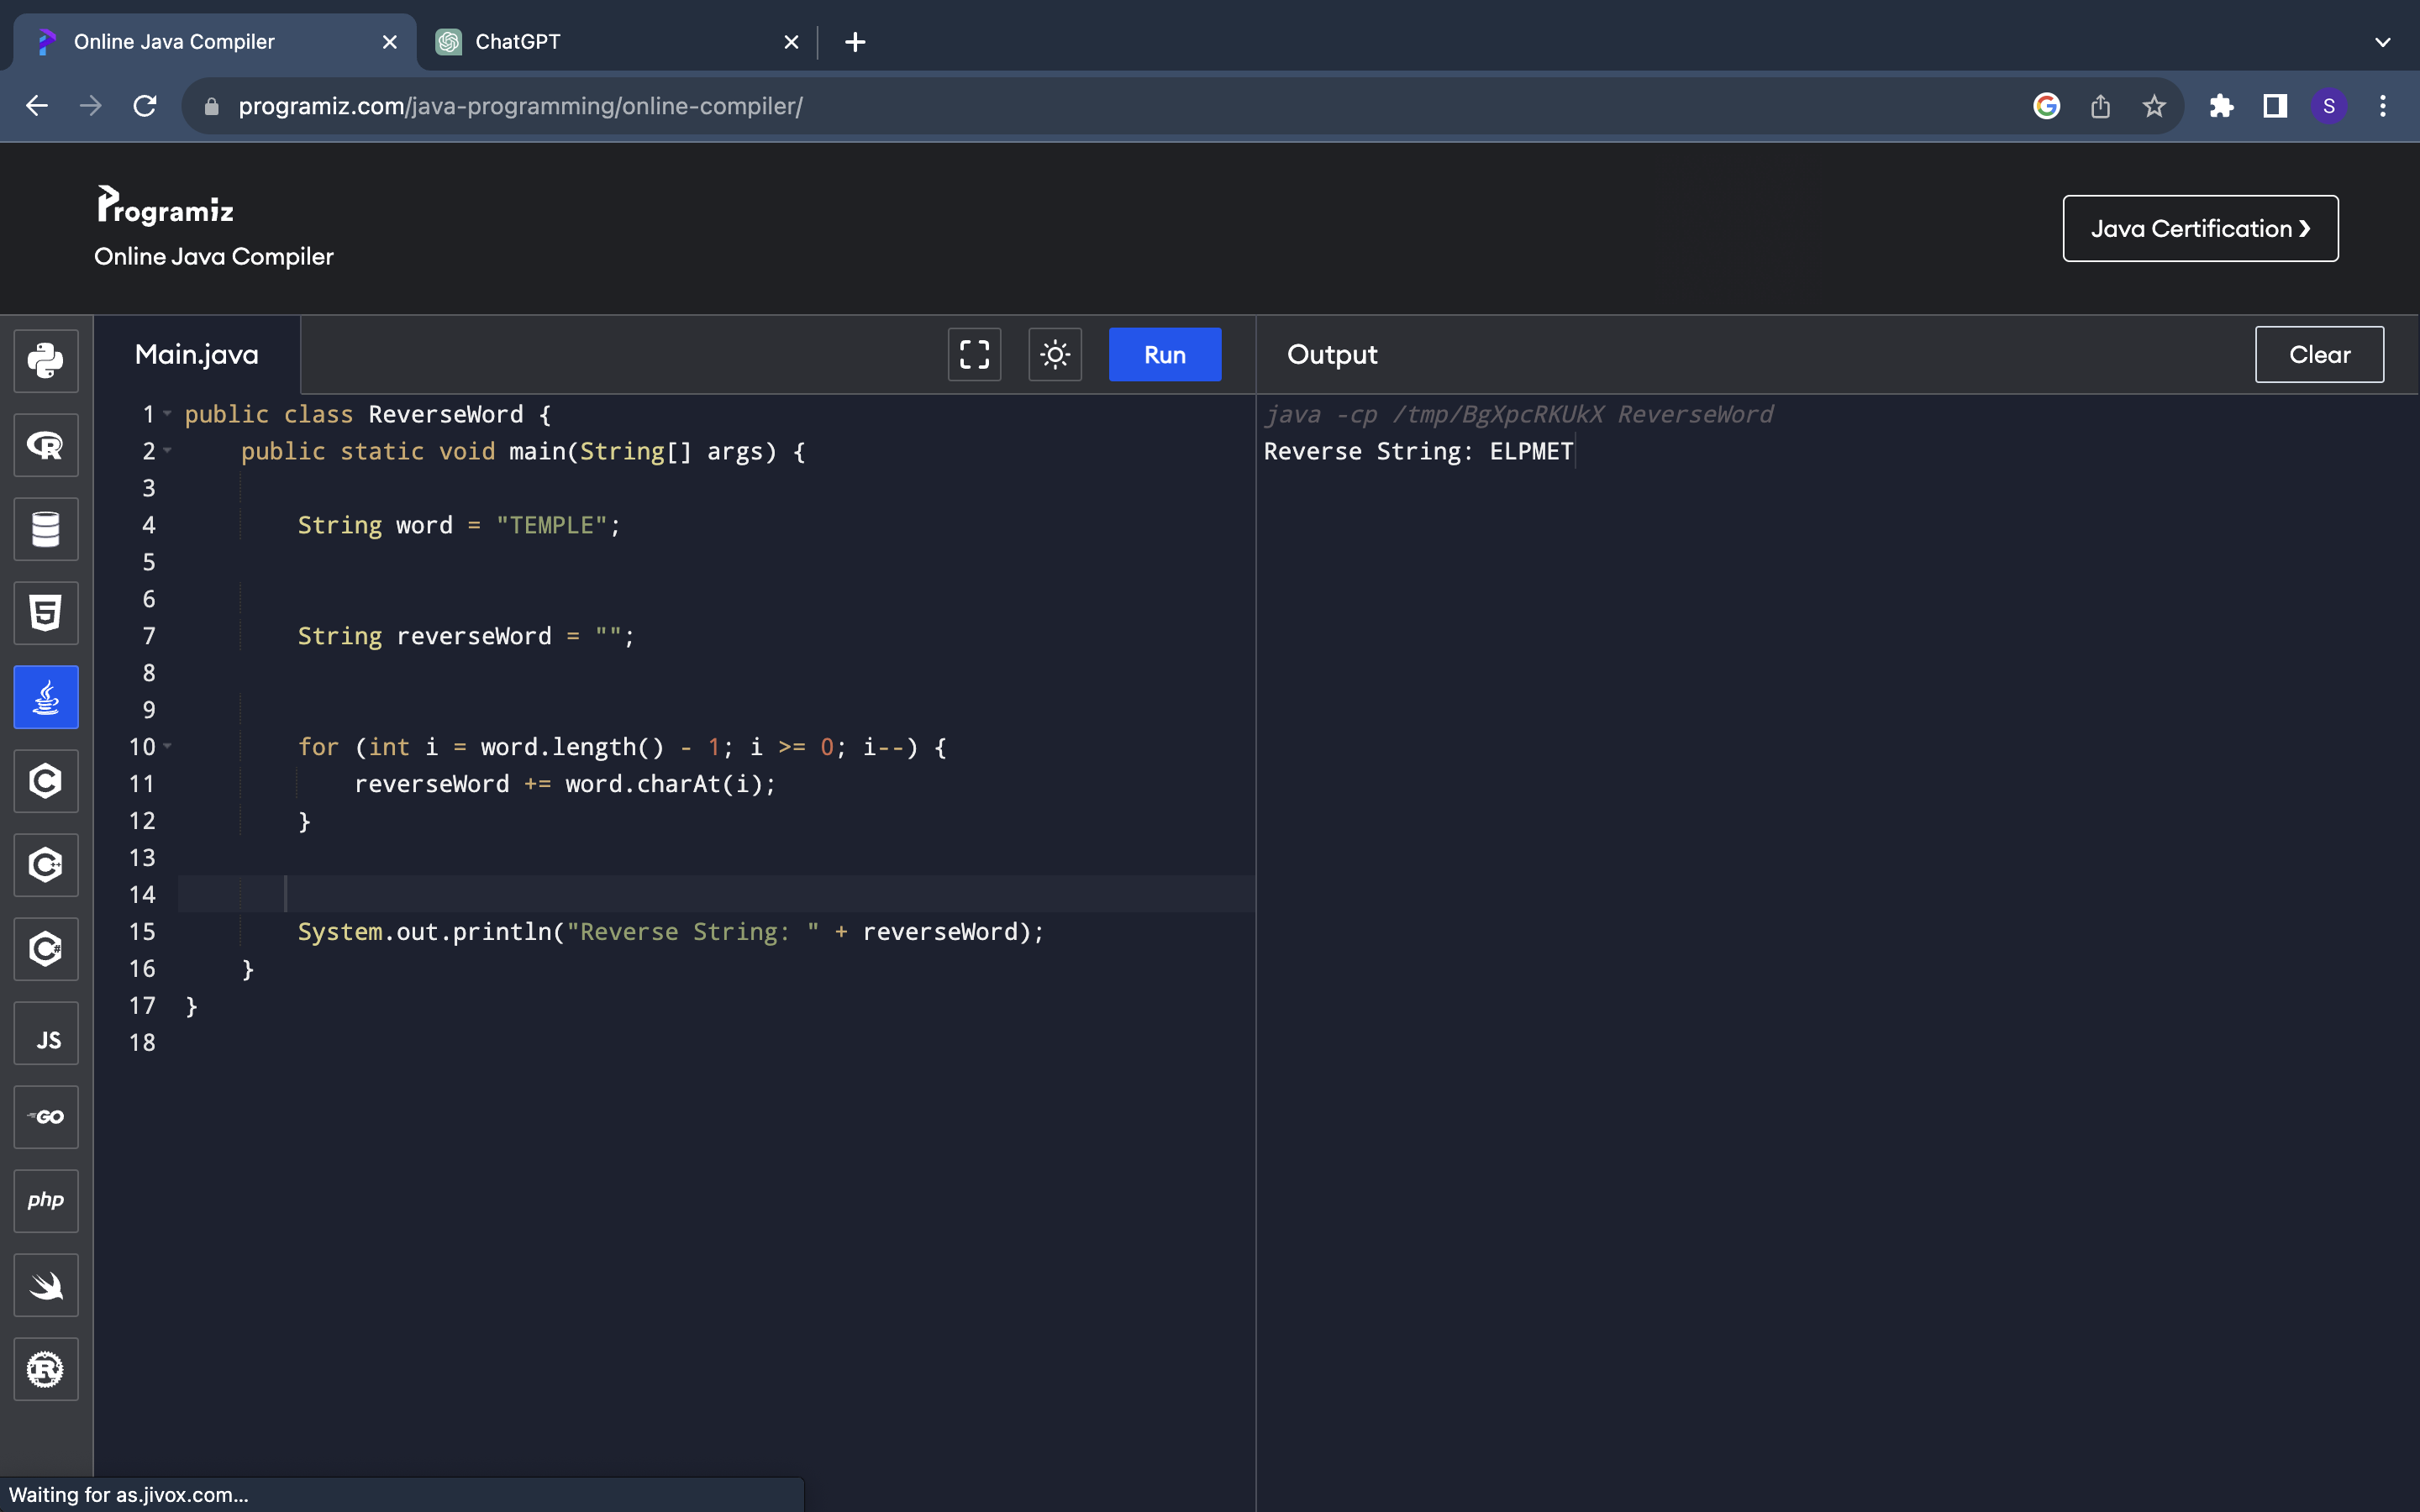 Online Java Compiler
ChatGPT
programiz.com/java-programming/online-compiler/
S
Programiz
Online Java Compiler
Java Certification ❯
Main.java
Run
Output
Clear
1 public class ReverseWord {
2     public static void main(String[] args) {
3
4         String word = "TEMPLE";
5
6
7         String reverseWord = "";
8
9
10         for (int i = word.length() - 1; i >= 0; i--) {
11             reverseWord += word.charAt(i);
12         }
13
14
15         System.out.println("Reverse String: " + reverseWord);
16     }
17 }
18
java -cp /tmp/BgXpcRKUkX ReverseWord
Reverse String: ELPMET
R
5
C
C++
C#
JS
GO
php
R
Waiting for as.jivox.com...